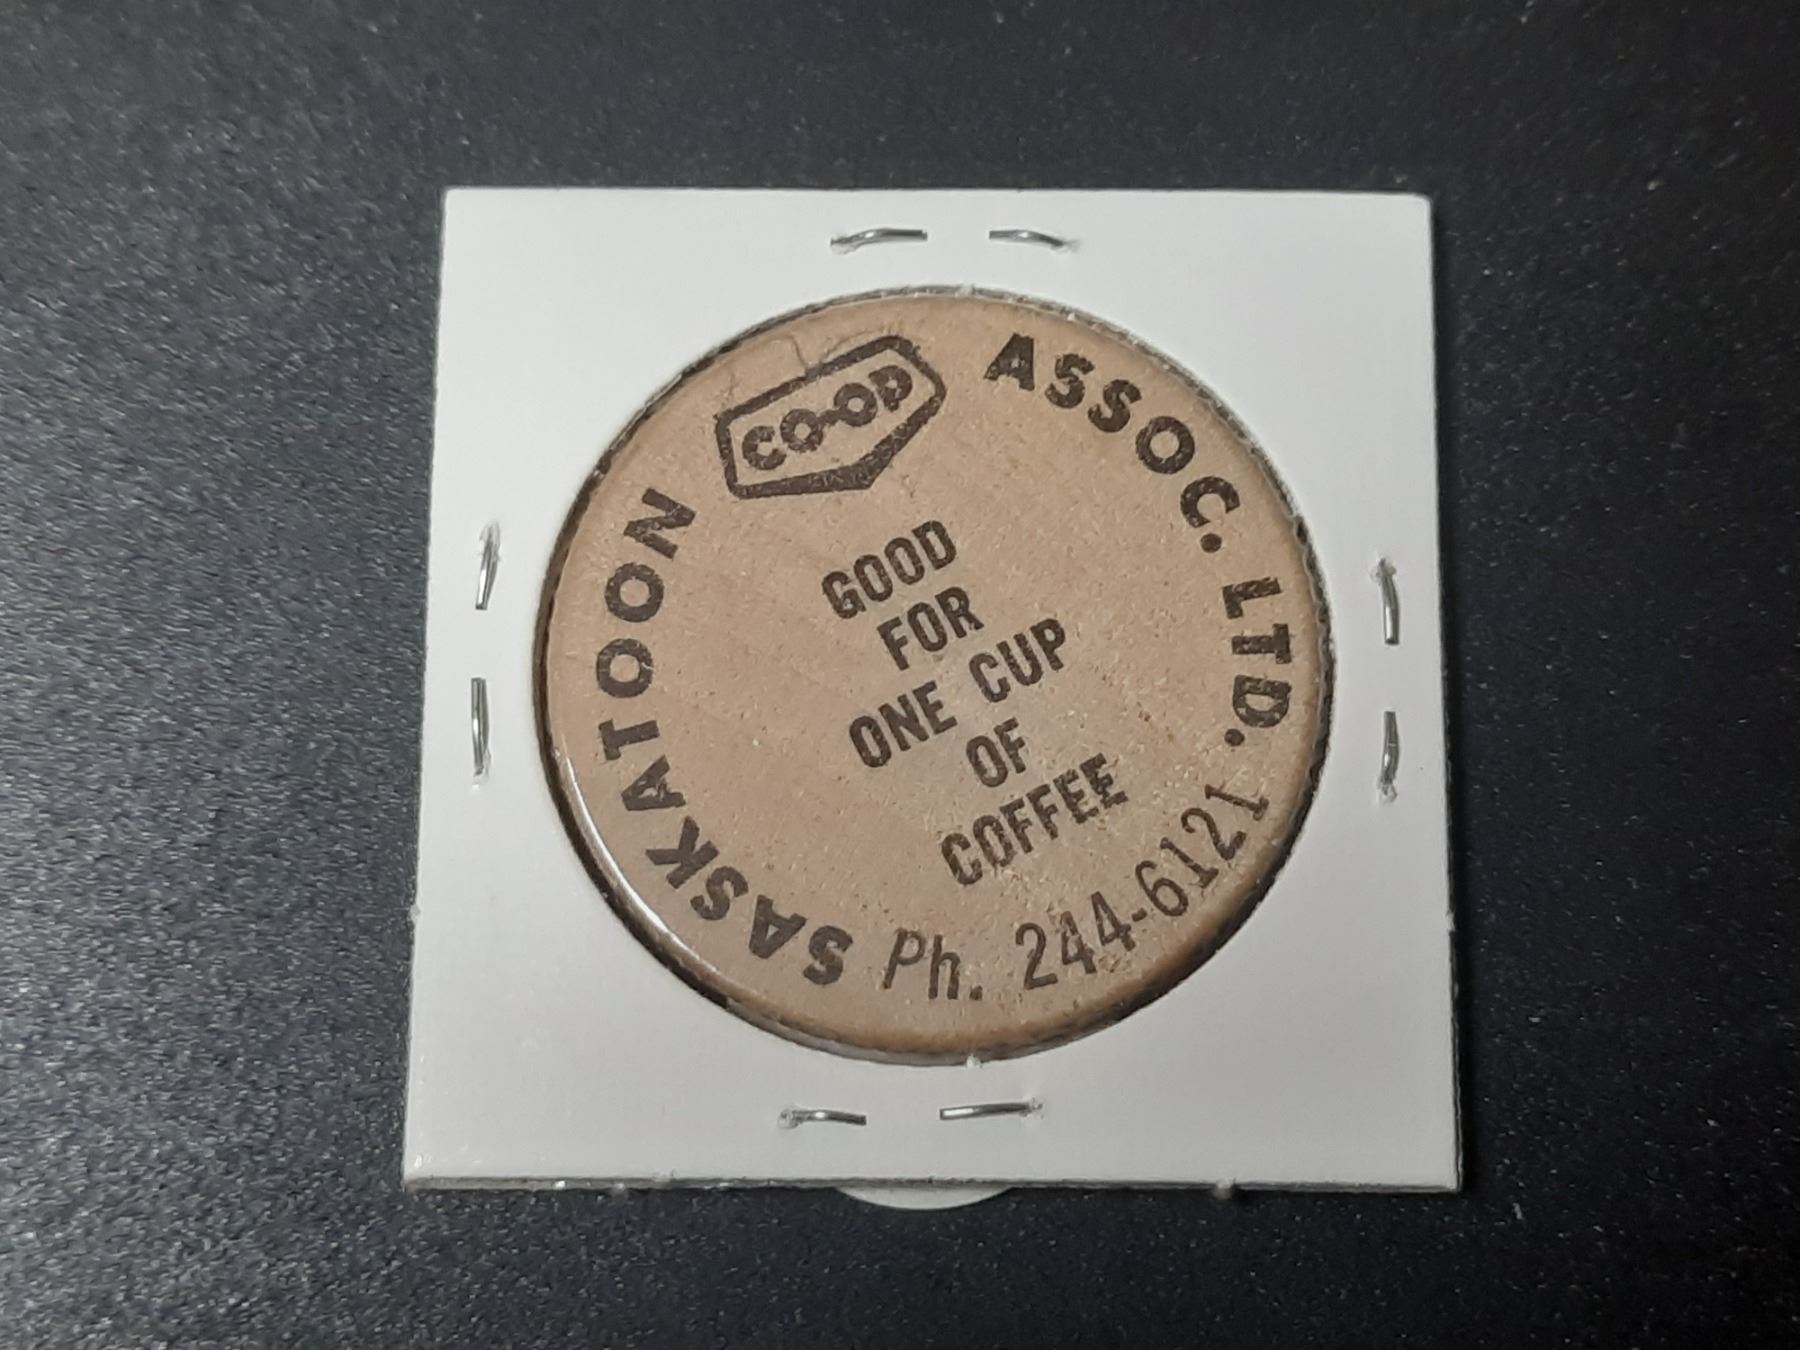 SASKATOON CO-OP ASSOC. LTD.
GOOD
FOR
ONE CUP
OF
COFFEE
Ph. 244-6121